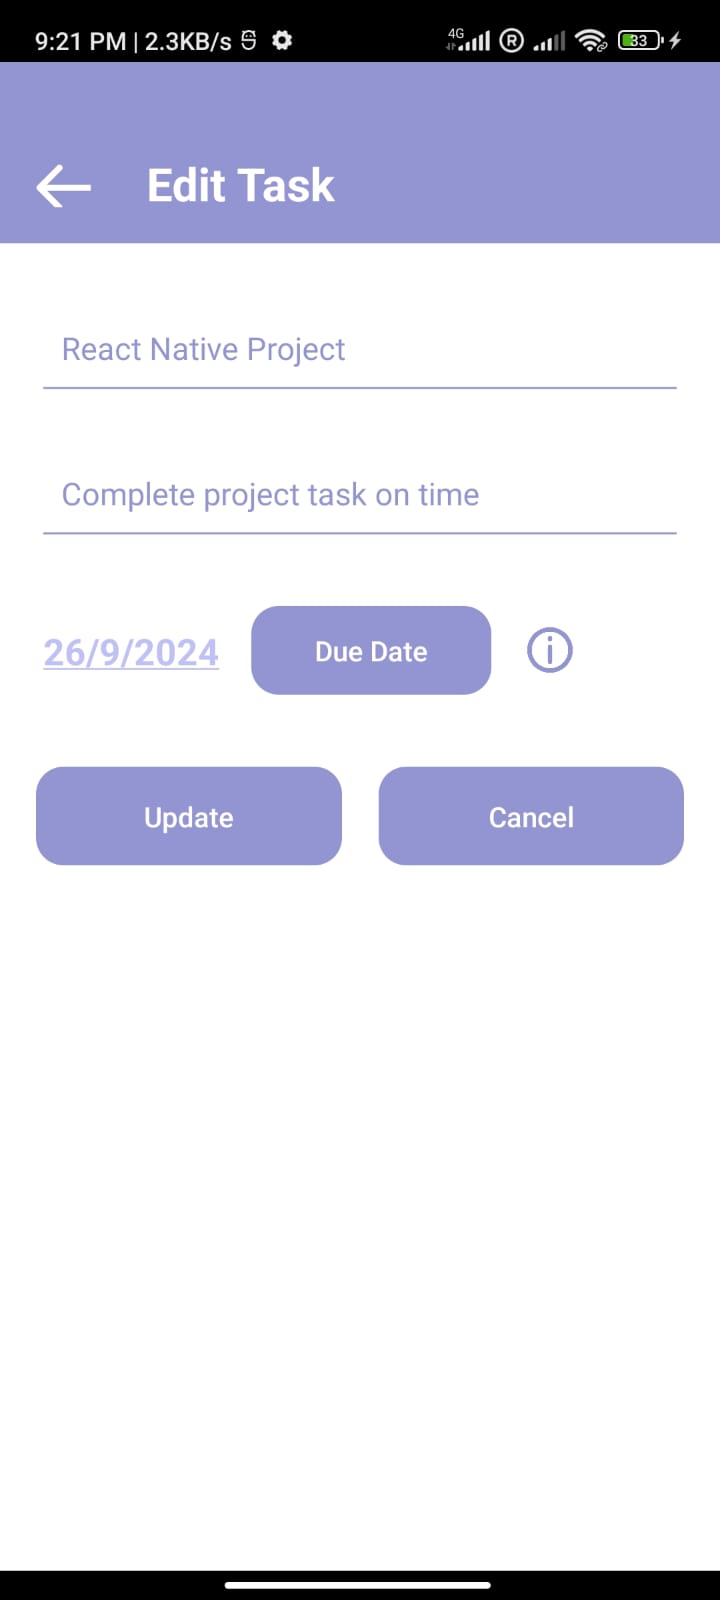 9:21 PM | 2.3KB/s 4G R 33
Edit Task
React Native Project
Complete project task on time
26/9/2024 Due Date
Update Cancel